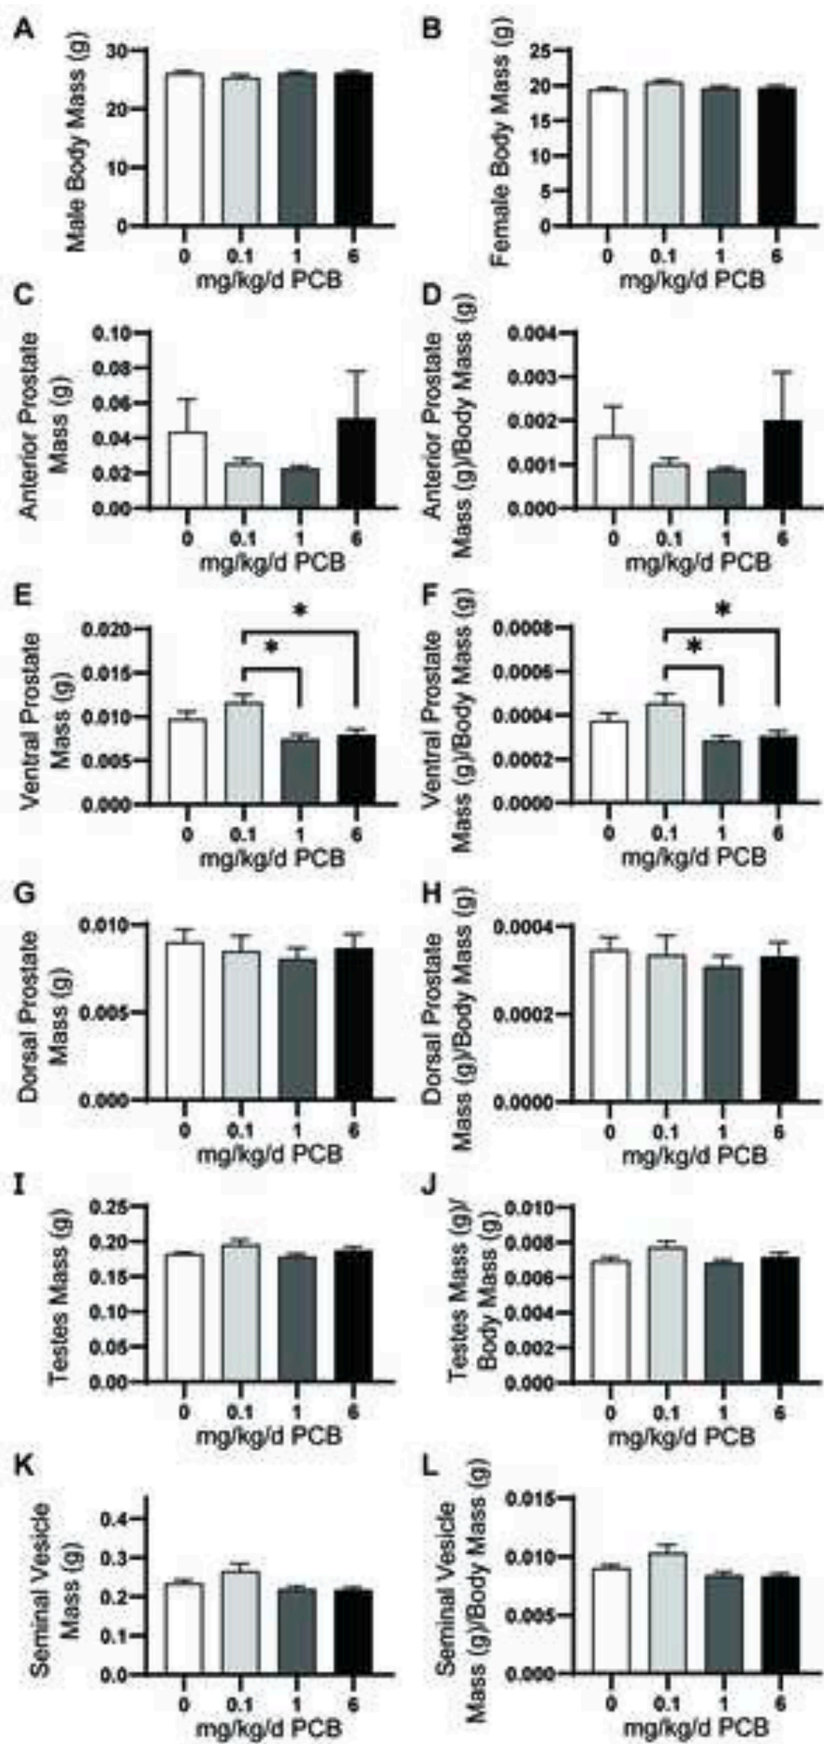 A
Male Body Mass (g)
30
20
10
0
0 0.1 1 6
mg/kg/d PCB
B
Female Body Mass (g)
25
20
15
10
5
0
0 0.1 1 6
mg/kg/d PCB
C
Anterior Prostate
Mass (g)
0.10
0.08
0.06
0.04
0.02
0.00
0 0.1 1 6
mg/kg/d PCB
D
Anterior Prostate
Mass (g)/Body Mass (g)
0.004
0.003
0.002
0.001
0.000
0 0.1 1 6
mg/kg/d PCB
E
Ventral Prostate
Mass (g)
0.020
0.015
0.010
0.005
0.000
*
*
0 0.1 1 6
mg/kg/d PCB
F
Ventral Prostate
Mass (g)/Body Mass (g)
0.0008
0.0006
0.0004
0.0002
0.0000
*
*
0 0.1 1 6
mg/kg/d PCB
G
Dorsal Prostate
Mass (g)
0.010
0.005
0.000
0 0.1 1 6
mg/kg/d PCB
H
Dorsal Prostate
Mass (g)/Body Mass (g)
0.0004
0.0002
0.0000
0 0.1 1 6
mg/kg/d PCB
I
Testes Mass (g)
0.25
0.20
0.15
0.10
0.05
0.00
0 0.1 1 6
mg/kg/d PCB
J
Testes Mass (g)/
Body Mass (g)
0.010
0.008
0.006
0.004
0.002
0.000
0 0.1 1 6
mg/kg/d PCB
K
Seminal Vesicle
Mass (g)
0.4
0.3
0.2
0.1
0.0
0 0.1 1 6
mg/kg/d PCB
L
Seminal Vesicle
Mass (g)/Body Mass (g)
0.015
0.010
0.005
0.000
0 0.1 1 6
mg/kg/d PCB